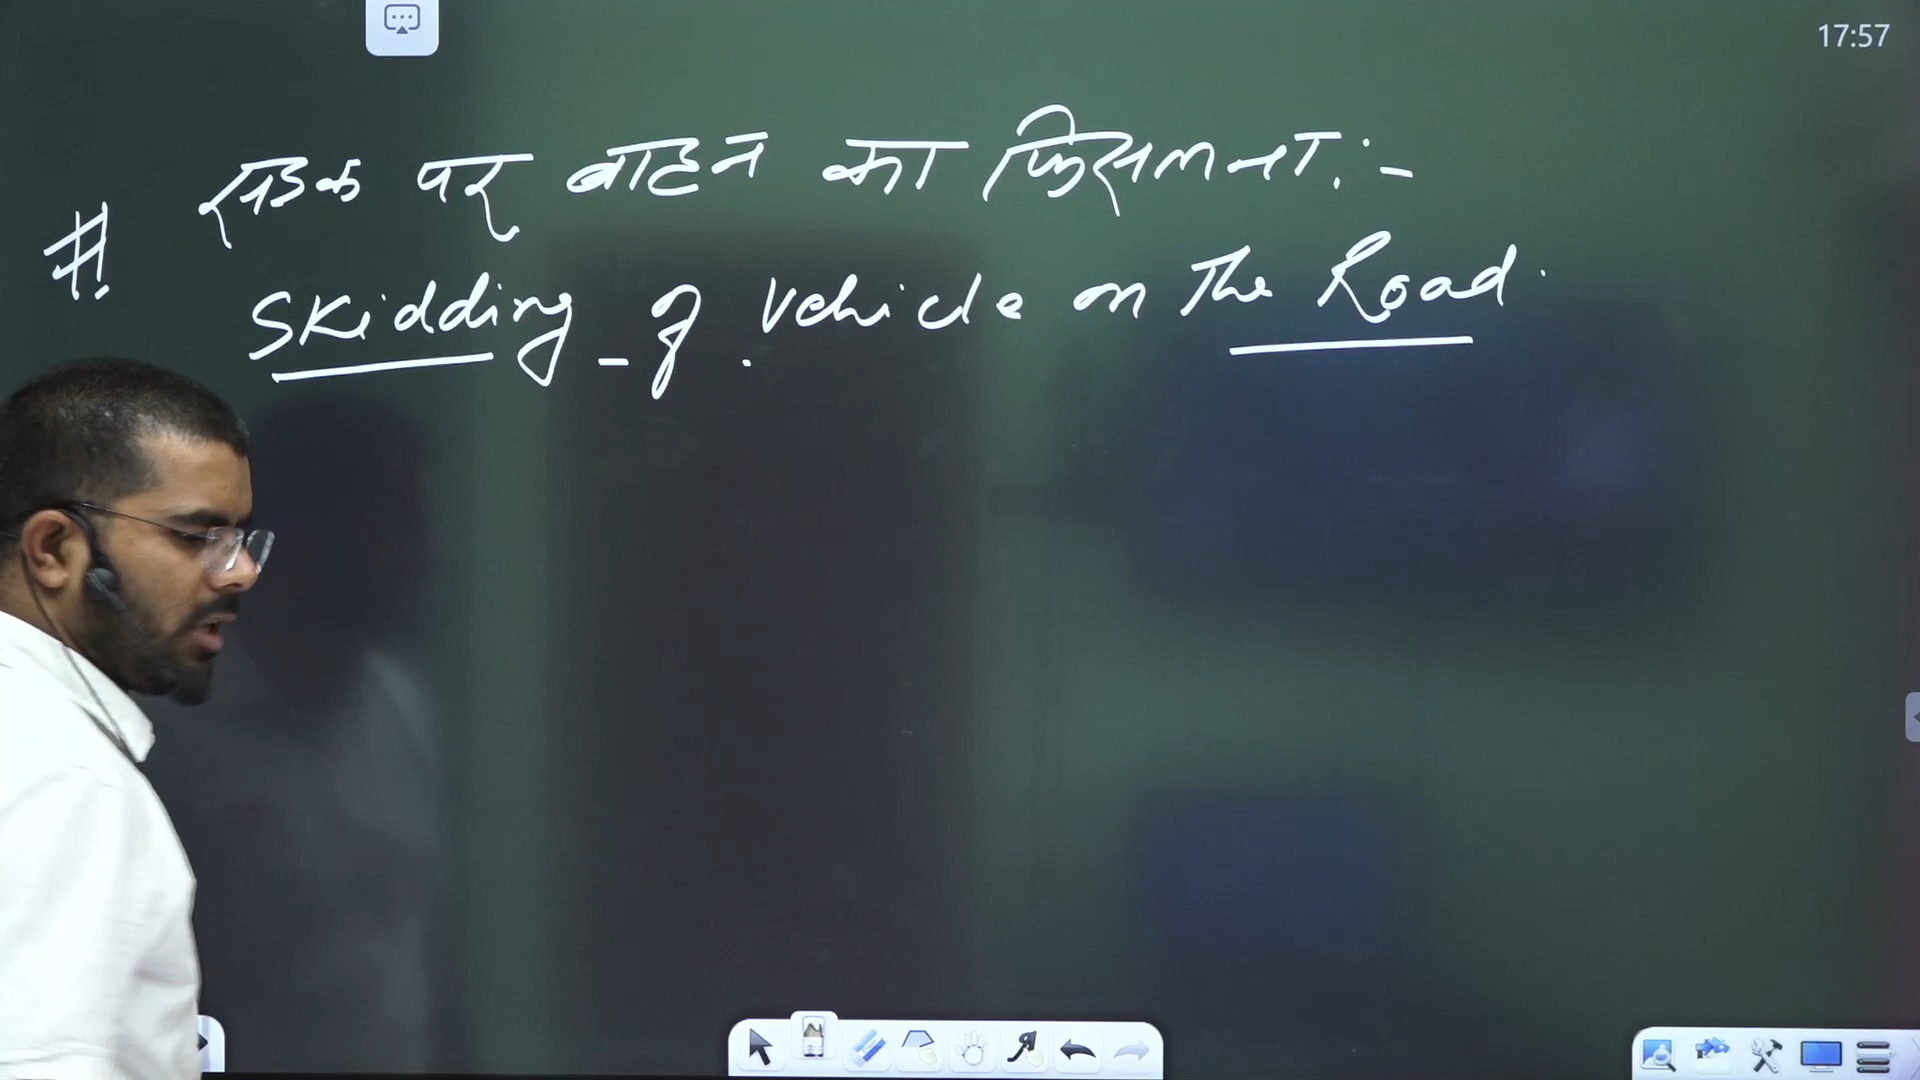 17:57
# सड़क पर वाहन का फिसलना :-
Skidding of vehicle on the Road.